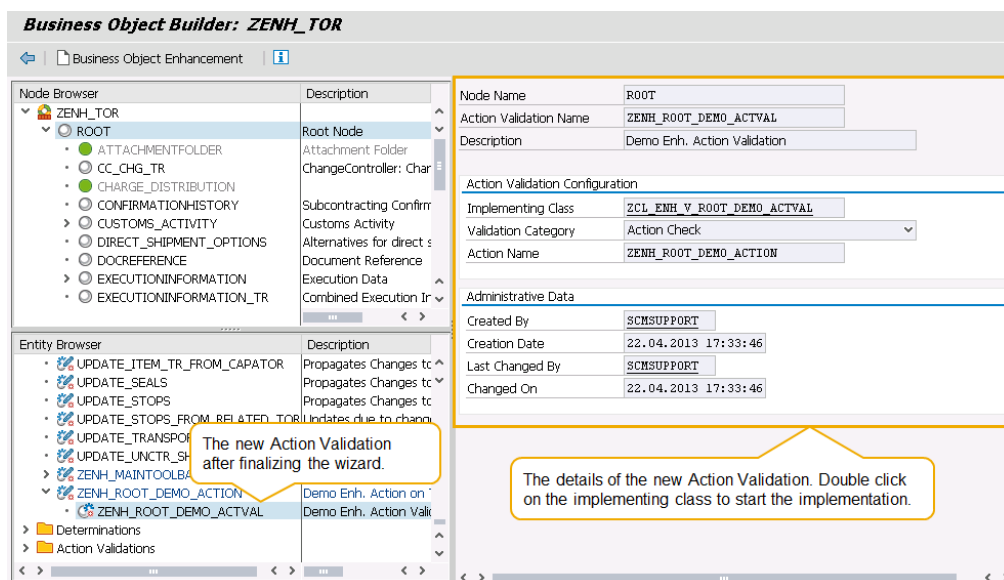 Business Object Builder: ZENH_TOR
Business Object Enhancement
Node Browser Description
ZENH_TOR
ROOT Root Node
ATTACHMENTFOLDER Attachment Folder
CC_CHG_TR ChangeController: Char
CHARGE_DISTRIBUTION
CONFIRMATIONHISTORY Subcontracting Confirm
CUSTOMS_ACTIVITY Customs Activity
DIRECT_SHIPMENT_OPTIONS Alternatives for direct s
DOCREFERENCE Document Reference
EXECUTIONINFORMATION Execution Data
EXECUTIONINFORMATION_TR Combined Execution Ir
Entity Browser Description
UPDATE_ITEM_TR_FROM_CAPATOR Propagates Changes tc
UPDATE_SEALS Propagates Changes tc
UPDATE_STOPS Propagates Changes tc
UPDATE_STOPS_FROM_RELATED_TOR Updates due to chang
UPDATE_TRANSPOR
UPDATE_UNCTR_SH
ZENH_MAINTOOLBA
ZENH_ROOT_DEMO_ACTION Demo Enh. Action on
ZENH_ROOT_DEMO_ACTVAL Demo Enh. Action Valid
Determinations
Action Validations
The new Action Validation
after finalizing the wizard.
Node Name ROOT
Action Validation Name ZENH_ROOT_DEMO_ACTVAL
Description Demo Enh. Action Validation
Action Validation Configuration
Implementing Class ZCL_ENH_V_ROOT_DEMO_ACTVAL
Validation Category Action Check
Action Name ZENH_ROOT_DEMO_ACTION
Administrative Data
Created By SCMSUPPORT
Creation Date 22.04.2013 17:33:46
Last Changed By SCMSUPPORT
Changed On 22.04.2013 17:33:46
The details of the new Action Validation. Double click
on the implementing class to start the implementation.